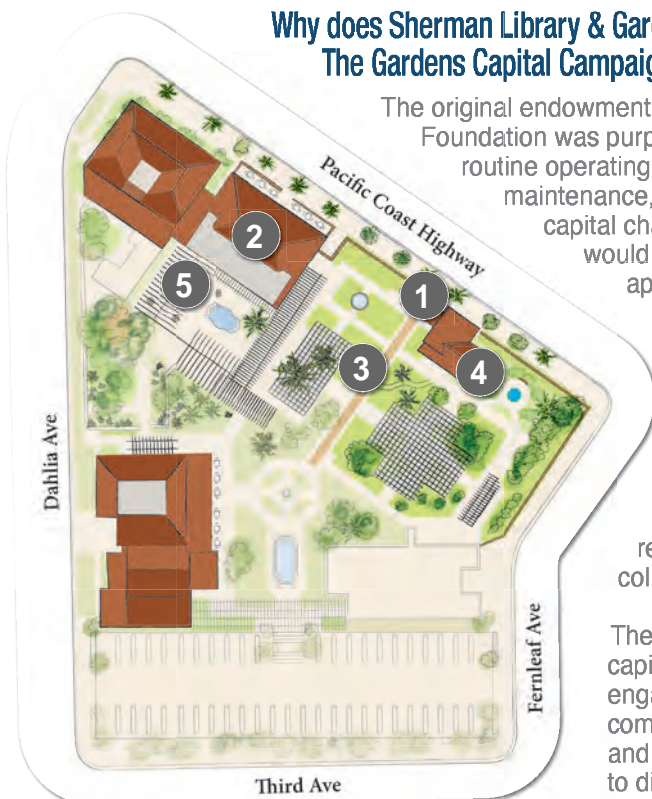 Why does Sherman Library & Gard
The Gardens Capital Campaig
The original endowment
Foundation was purp
routine operating
maintenance,
capital cha
would
ap
Pacific Coast Highway
1
2
5
3
4
Dahlia Ave
re
col
Fernleaf Ave
The
capi
enga
com
and
to di
Third Ave